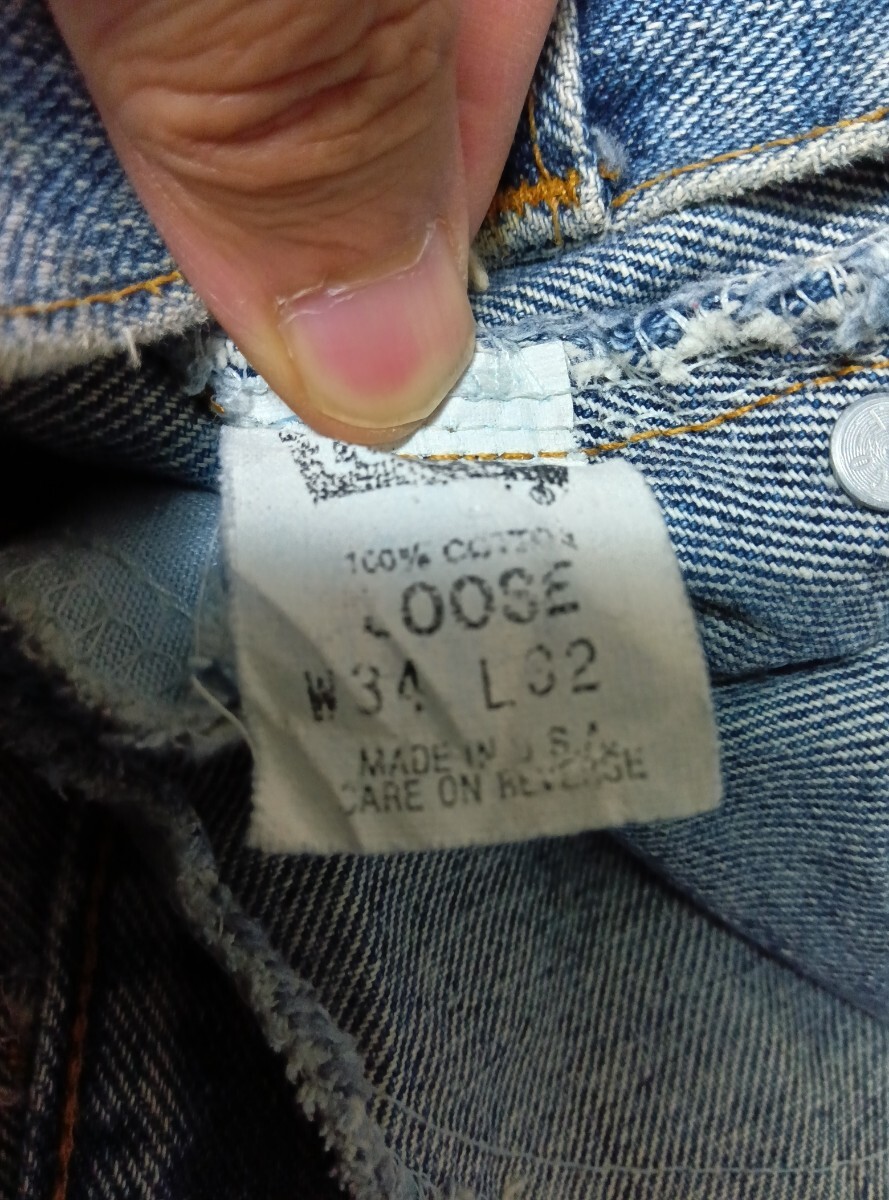 ®
100% COTTON
LOOSE
W34 L32
MADE IN U.S.A.
CARE ON REVERSE